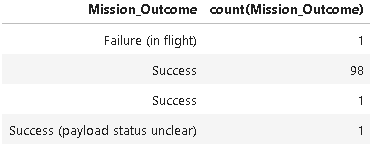 Mission_Outcome count(Mission_Outcome)
Failure (in flight) 1
Success 98
Success 1
Success (payload status unclear) 1